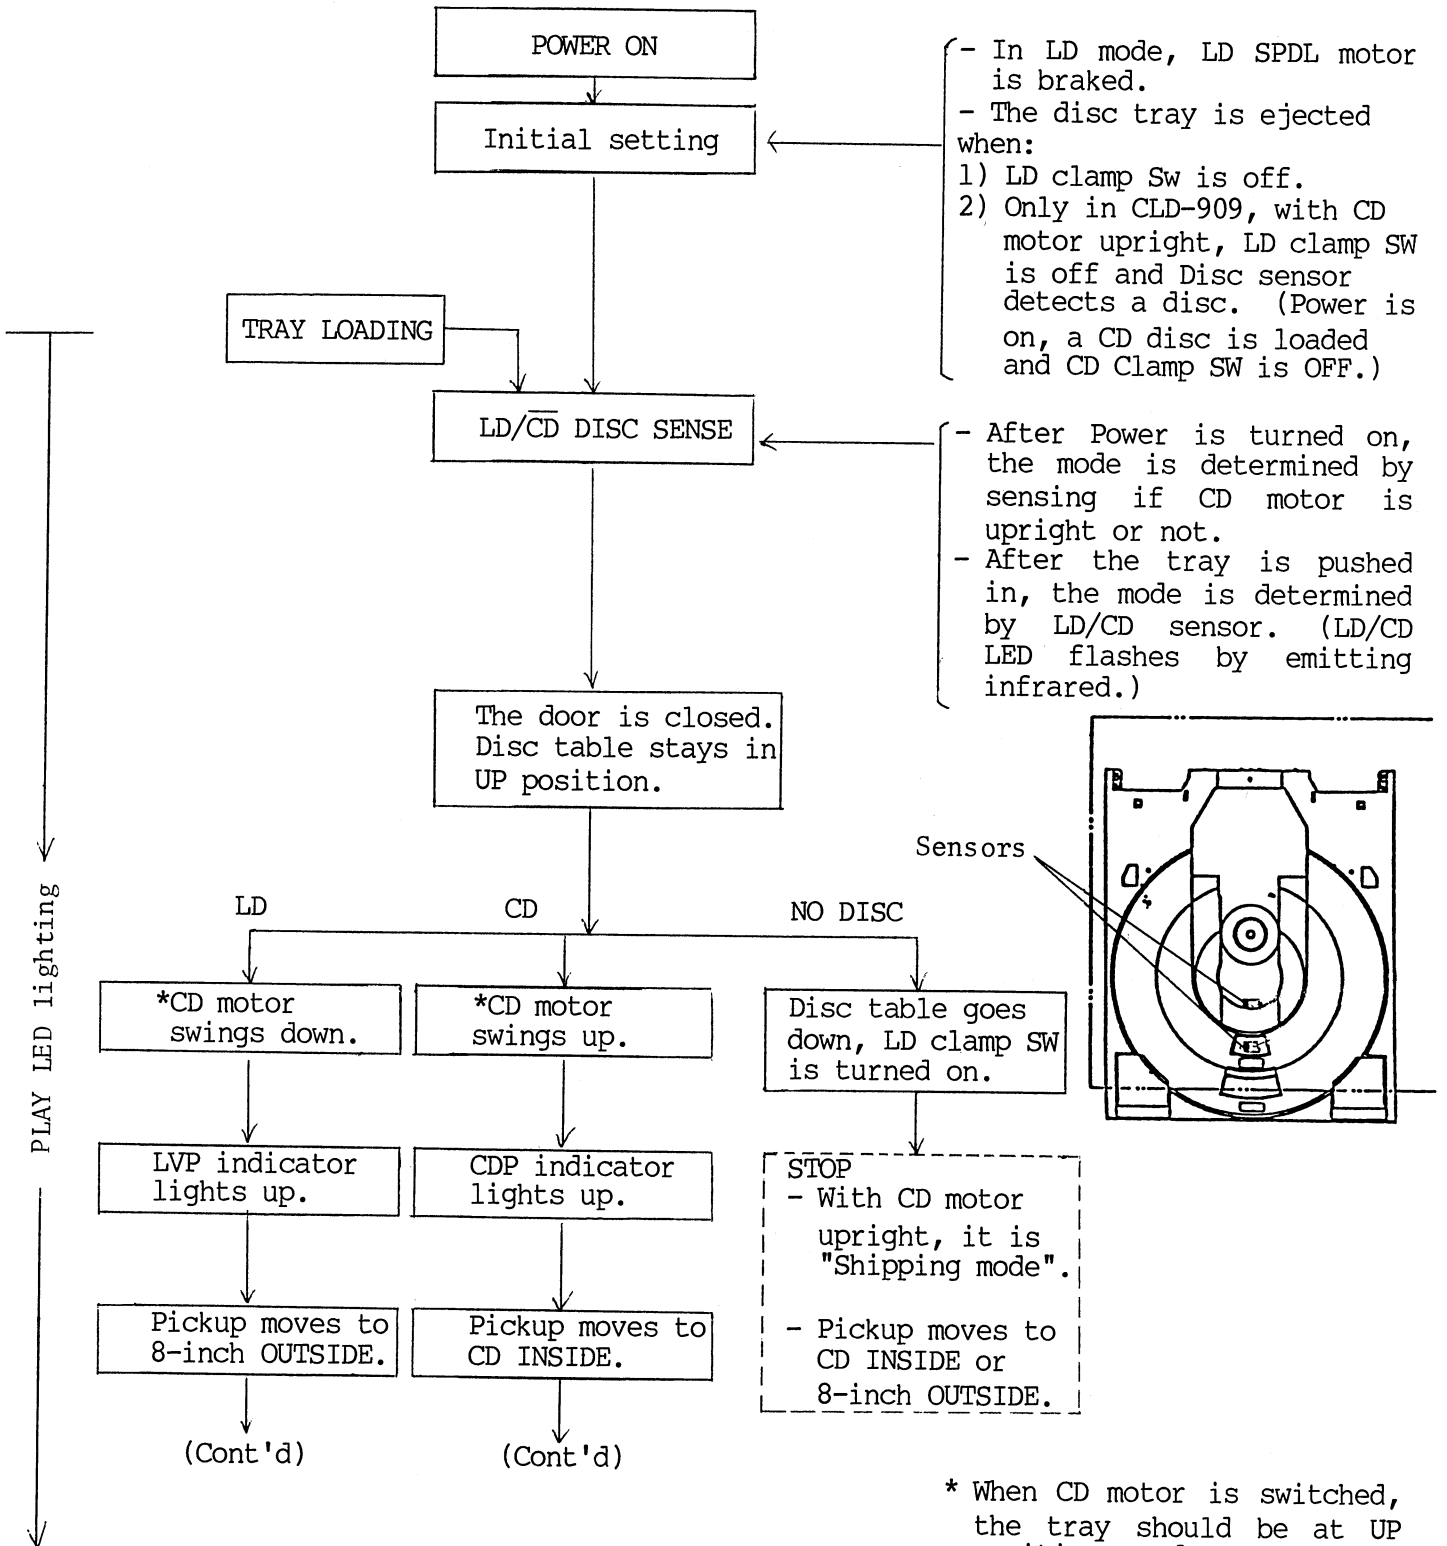 POWER ON
Initial setting
- In LD mode, LD SPDL motor
is braked.
- The disc tray is ejected
when:
1) LD clamp Sw is off.
2) Only in CLD-909, with CD
motor upright, LD clamp SW
is off and Disc sensor
detects a disc. (Power is
on, a CD disc is loaded
and CD Clamp SW is OFF.)
TRAY LOADING
LD/C̅D̅ DISC SENSE
- After Power is turned on,
the mode is determined by
sensing if CD motor is
upright or not.
- After the tray is pushed
in, the mode is determined
by LD/CD sensor. (LD/CD
LED flashes by emitting
infrared.)
The door is closed.
Disc table stays in
UP position.
Sensors
PLAY LED lighting
LD
CD
NO DISC
*CD motor
swings down.
*CD motor
swings up.
Disc table goes
down, LD clamp SW
is turned on.
LVP indicator
lights up.
CDP indicator
lights up.
STOP
- With CD motor
upright, it is
"Shipping mode".
- Pickup moves to
CD INSIDE or
8-inch OUTSIDE.
Pickup moves to
8-inch OUTSIDE.
Pickup moves to
CD INSIDE.
(Cont'd)
(Cont'd)
* When CD motor is switched,
the tray should be at UP